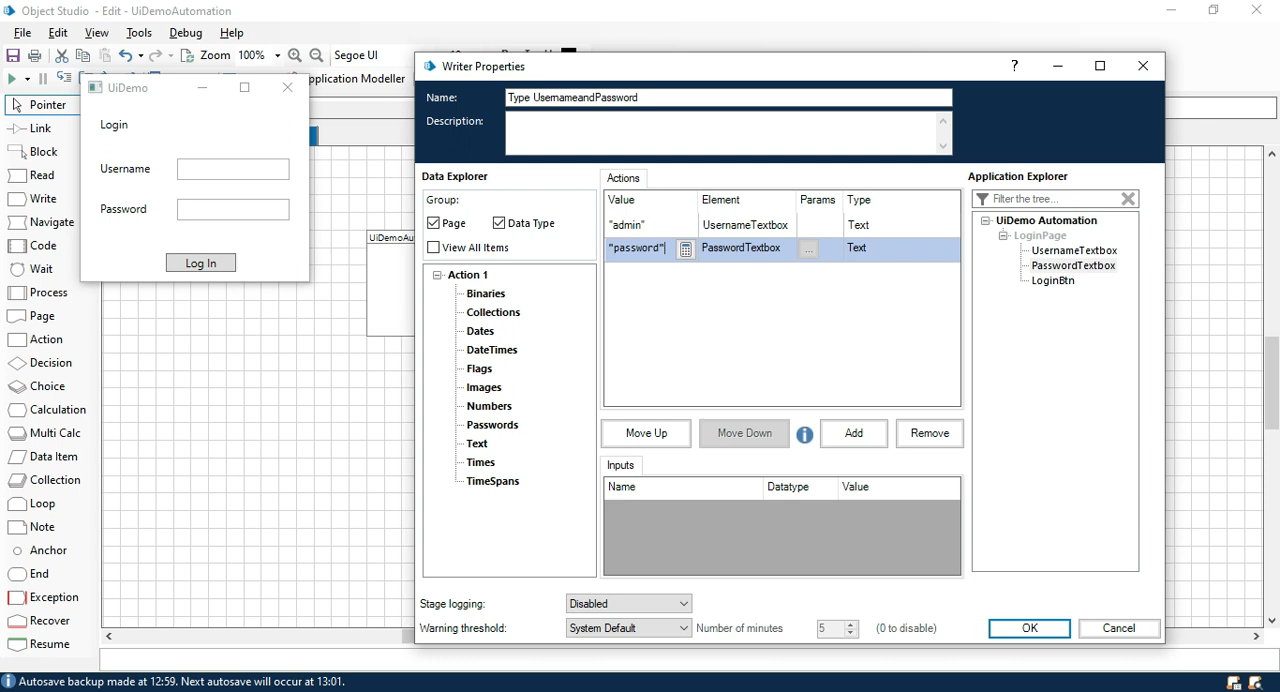 Object Studio - Edit - UiDemoAutomation
File Edit View Tools Debug Help
Zoom 100% Segoe UI
pplication Modeller
Pointer
Link
Block
Read
Write
Navigate
Code
Wait
Process
Page
Action
Decision
Choice
Calculation
Multi Calc
Data Item
Collection
Loop
Note
Anchor
End
Exception
Recover
Resume
UiDemo
Login
Username
Password
Log In
UiDemoAu
Writer Properties
Name: Type UsernameandPassword
Description:
Data Explorer
Group:
Page Data Type
View All Items
Action 1
Binaries
Collections
Dates
DateTimes
Flags
Images
Numbers
Passwords
Text
Times
TimeSpans
Actions
Value Element Params Type
"admin" UsernameTextbox Text
"password" PasswordTextbox ... Text
Move Up Move Down Add Remove
Inputs
Name Datatype Value
Application Explorer
Filter the tree...
UiDemo Automation
LoginPage
UsernameTextbox
PasswordTextbox
LoginBtn
Stage logging: Disabled
Warning threshold: System Default Number of minutes 5 (0 to disable)
OK Cancel
Autosave backup made at 12:59. Next autosave will occur at 13:01.